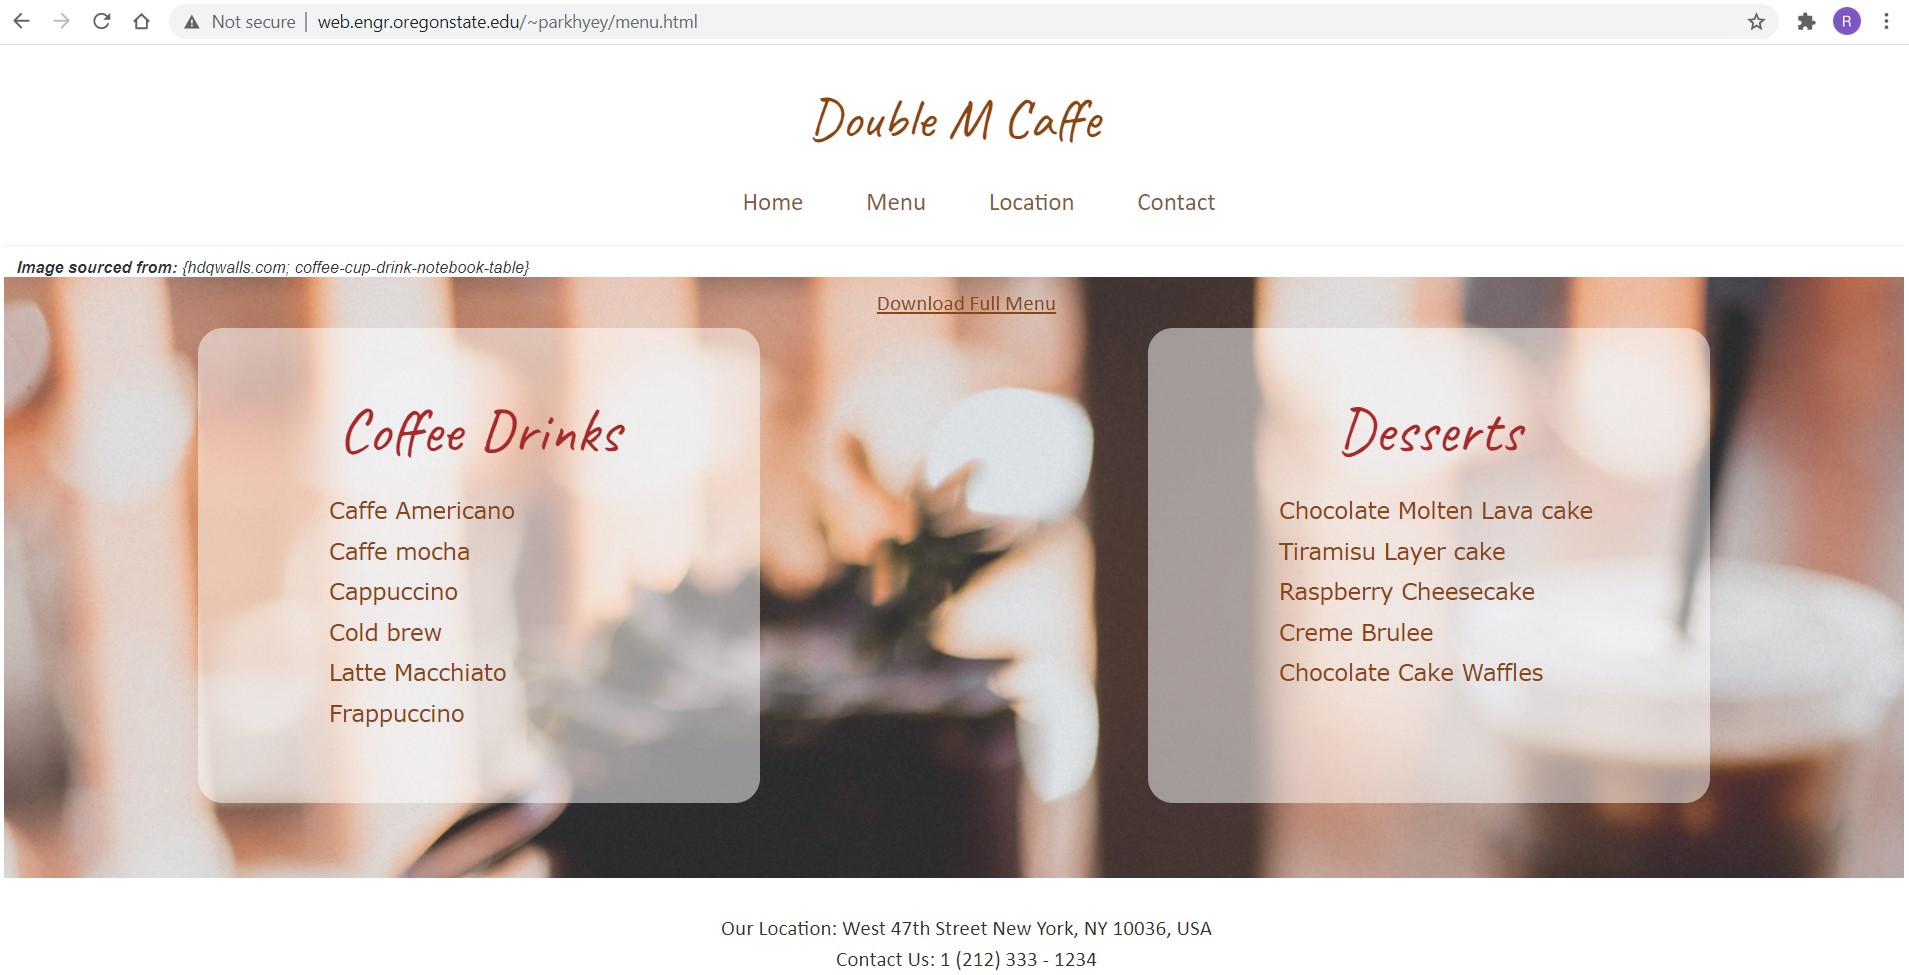 Not secure | web.engr.oregonstate.edu/~parkhyey/menu.html
R
Double M Caffe
Home Menu Location Contact
Image sourced from: {hdqwalls.com; coffee-cup-drink-notebook-table}
Download Full Menu
Coffee Drinks
Caffe Americano
Caffe mocha
Cappuccino
Cold brew
Latte Macchiato
Frappuccino
Desserts
Chocolate Molten Lava cake
Tiramisu Layer cake
Raspberry Cheesecake
Creme Brulee
Chocolate Cake Waffles
Our Location: West 47th Street New York, NY 10036, USA
Contact Us: 1 (212) 333 - 1234